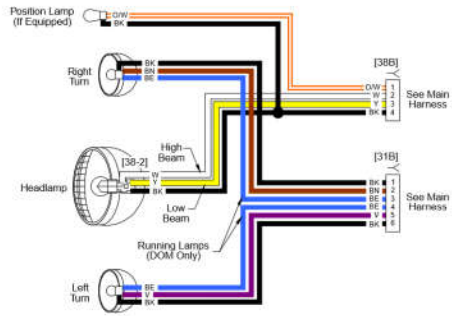 Position Lamp
(If Equipped)
O/W
[38B]
Right
Turn
BK
BN
BE
O/W 1
W 2
Y 3
BK 4
See Main
Harness
[38-2]
High
Beam
W
Y
BK
Headlamp
Low
Beam
[31B]
BK 1
BN 2
BE 3
BE 4
V 5
BK 6
See Main
Harness
Running Lamps
(DOM Only)
Left
Turn
BE
V
BK
BK